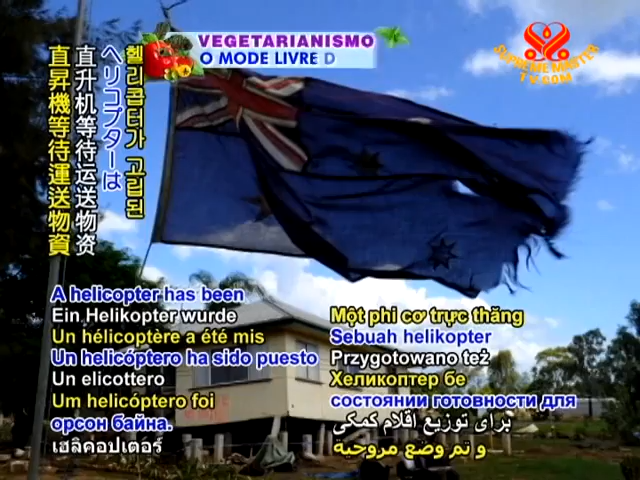 VEGETARIANISMO
O MODE LIVRE D
SUPREME MASTER
TV.COM
헬리콥터가 고립된
ヘリコプターは
直升机等待运送物资
直昇機等待運送物資
A helicopter has been
Ein Helikopter wurde
Un hélicoptère a été mis
Un helicóptero ha sido puesto
Un elicottero
Um helicóptero foi
орсон байна.
เฮลิคอปเตอร์
Một phi cơ trực thăng
Sebuah helikopter
Przygotowano też
Хеликоптер бе
состоянии готовности для
برای توزیع اقلام کمکی
و تم وضع مروحية